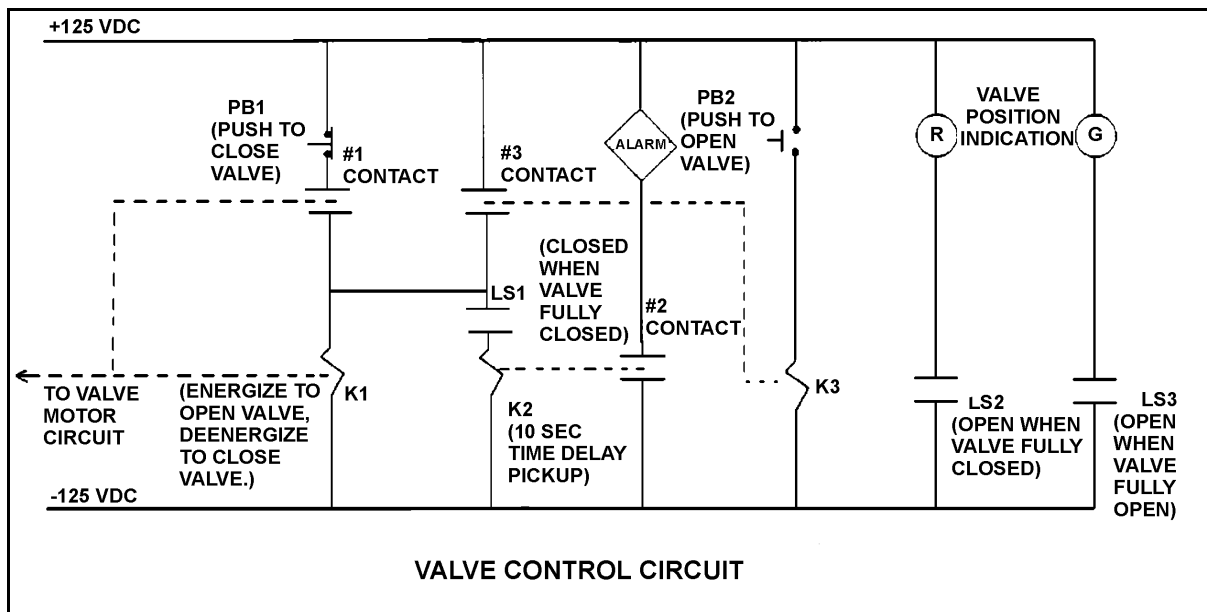 +125 VDC
PB1
(PUSH TO
CLOSE
VALVE)
#1
CONTACT
#3
CONTACT
ALARM
PB2
(PUSH TO
OPEN
VALVE)
R
VALVE
POSITION
INDICATION
G
(CLOSED
WHEN
VALVE
FULLY
CLOSED)
LS1
#2
CONTACT
TO VALVE
MOTOR
CIRCUIT
(ENERGIZE TO
OPEN VALVE,
DEENERGIZE
TO CLOSE
VALVE.)
K1
K2
(10 SEC
TIME DELAY
PICKUP)
K3
LS2
(OPEN WHEN
VALVE FULLY
CLOSED)
LS3
(OPEN
WHEN
VALVE
FULLY
OPEN)
-125 VDC
VALVE CONTROL CIRCUIT